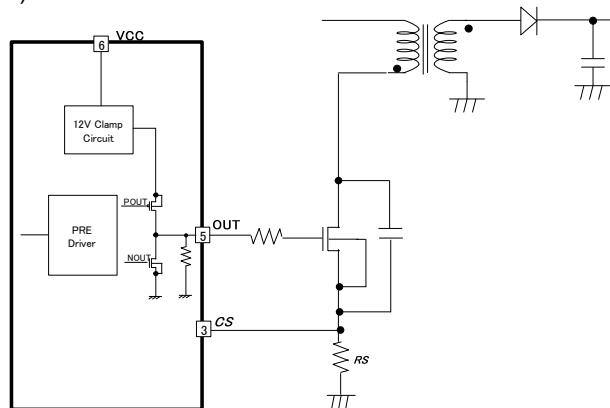 )
6 VCC
12V Clamp
Circuit
POUT
PRE
Driver
NOUT
5 OUT
3 CS
RS